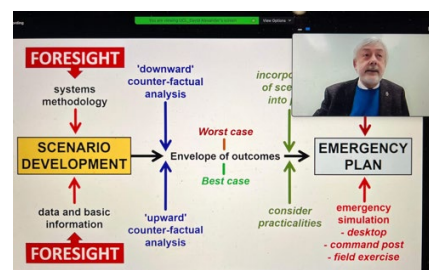 FORESIGHT
systems
methodology
SCENARIO
DEVELOPMENT
data and basic
information
FORESIGHT
'downward'
counter-factual
analysis
'upward'
counter-factual
analysis
Worst case
Envelope of outcomes
Best case
of sc
into
consider
practicalities
EMERGENCY
PLAN
emergency
simulation
- desktop
- command post
- field exercise
View Options